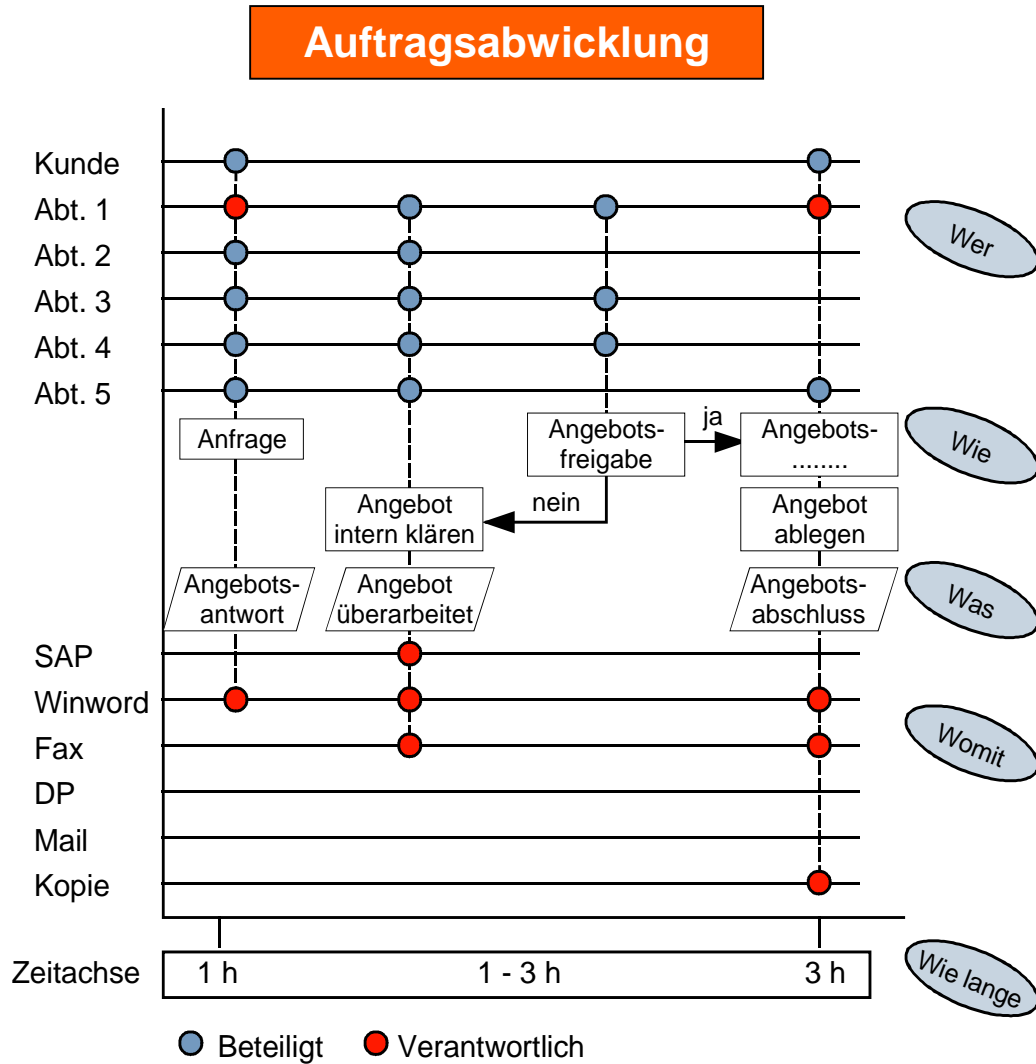 Auftragsabwicklung
Kunde
Abt. 1
Abt. 2
Abt. 3
Abt. 4
Abt. 5
Wer
Anfrage
Angebots-
freigabe
ja
Angebots-
........
Wie
nein
Angebot
intern klären
Angebot
ablegen
Angebots-
antwort
Angebot
überarbeitet
Angebots-
abschluss
Was
SAP
Winword
Fax
DP
Mail
Kopie
Womit
Zeitachse
1 h
1 - 3 h
3 h
Wie lange
Beteiligt
Verantwortlich